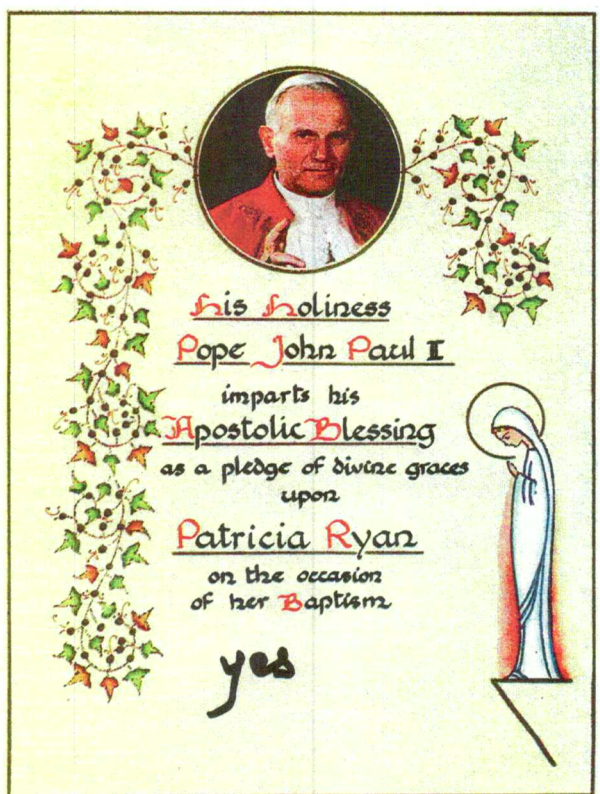 His Holiness
Pope John Paul II
imparts his
Apostolic Blessing
as a pledge of divine graces
upon
Patricia Ryan
on the occasion
of her Baptism
yes